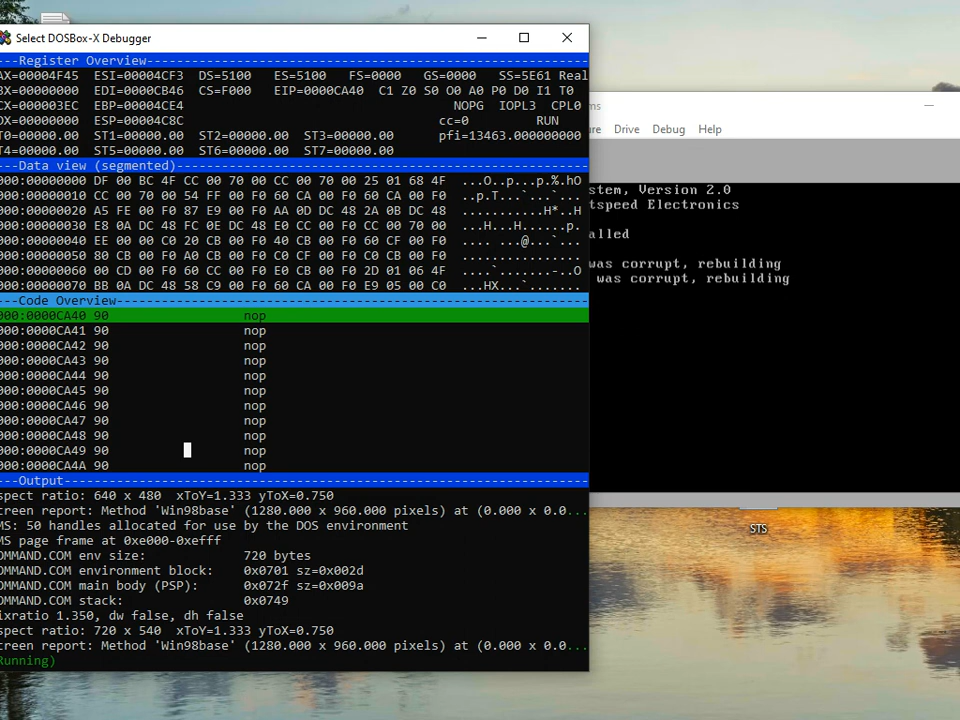 Select DOSBox-X Debugger
---Register Overview---
AX=00004F45 ESI=00004CF3 DS=5100 ES=5100 FS=0000 GS=0000 SS=5E61 Real
BX=00000000 EDI=0000CB46 CS=F000 EIP=0000CA40 C1 Z0 S0 O0 A0 P0 D0 I1 T0
CX=000003EC EBP=00004CE4 NOPG IOPL3 CPL0
DX=00000000 ESP=00004C8C cc=0 RUN
ST0=00000.00 ST1=00000.00 ST2=00000.00 ST3=00000.00 pfi=13463.000000000
ST4=00000.00 ST5=00000.00 ST6=00000.00 ST7=00000.00
---Data view (segmented)---
000:00000000 DF 00 BC 4F CC 00 70 00 CC 00 70 00 25 01 68 4F ...O..p...p.%.hO
000:00000010 CC 00 70 00 54 FF 00 F0 60 CA 00 F0 60 CA 00 F0 ..p.T...`...`...
000:00000020 A5 FE 00 F0 87 E9 00 F0 AA 0D DC 48 2A 0B DC 48 ...........H*..H
000:00000030 E8 0A DC 48 FC 0E DC 48 E0 CC 00 F0 CC 00 70 00 ...H...H......p.
000:00000040 EE 00 00 C0 20 CB 00 F0 40 CB 00 F0 60 CF 00 F0 .... ...@...`...
000:00000050 80 CB 00 F0 A0 CB 00 F0 C0 CF 00 F0 C0 CB 00 F0 ................
000:00000060 00 CD 00 F0 60 CC 00 F0 E0 CB 00 F0 2D 01 06 4F ....`.......-..O
000:00000070 BB 0A DC 48 58 C9 00 F0 60 CA 00 F0 E9 05 00 C0 ...HX...`.......
---Code Overview---
000:0000CA40 90 nop
000:0000CA41 90 nop
000:0000CA42 90 nop
000:0000CA43 90 nop
000:0000CA44 90 nop
000:0000CA45 90 nop
000:0000CA46 90 nop
000:0000CA47 90 nop
000:0000CA48 90 nop
000:0000CA49 90 nop
000:0000CA4A 90 nop
---Output---
spect ratio: 640 x 480 xToY=1.333 yToX=0.750
creen report: Method 'Win98base' (1280.000 x 960.000 pixels) at (0.000 x 0.0...
MS: 50 handles allocated for use by the DOS environment
MS page frame at 0xe000-0xefff
OMMAND.COM env size: 720 bytes
OMMAND.COM environment block: 0x0701 sz=0x002d
OMMAND.COM main body (PSP): 0x072f sz=0x009a
OMMAND.COM stack: 0x0749
ixratio 1.350, dw false, dh false
spect ratio: 720 x 540 xToY=1.333 yToX=0.750
creen report: Method 'Win98base' (1280.000 x 960.000 pixels) at (0.000 x 0.0...
Running)
ms
ure Drive Debug Help
stem, Version 2.0
tspeed Electronics
alled
was corrupt, rebuilding
was corrupt, rebuilding
STS